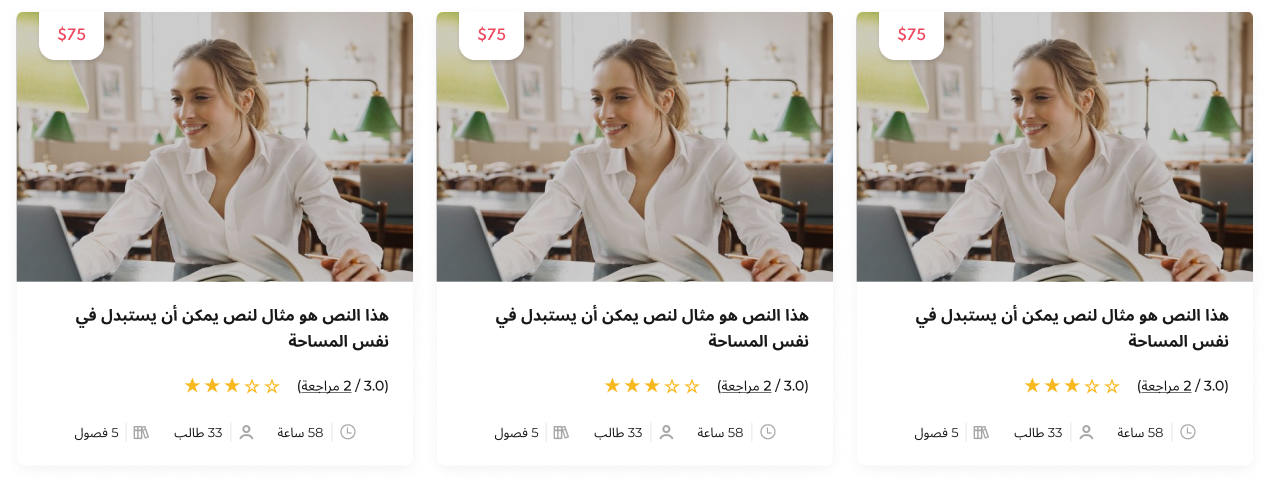 $75
هذا النص هو مثال لنص يمكن أن يستبدل في
نفس المساحة
(3.0 / 2 مراجعة)
58 ساعة
33 طالب
5 فصول
$75
هذا النص هو مثال لنص يمكن أن يستبدل في
نفس المساحة
(3.0 / 2 مراجعة)
58 ساعة
33 طالب
5 فصول
$75
هذا النص هو مثال لنص يمكن أن يستبدل في
نفس المساحة
(3.0 / 2 مراجعة)
58 ساعة
33 طالب
5 فصول